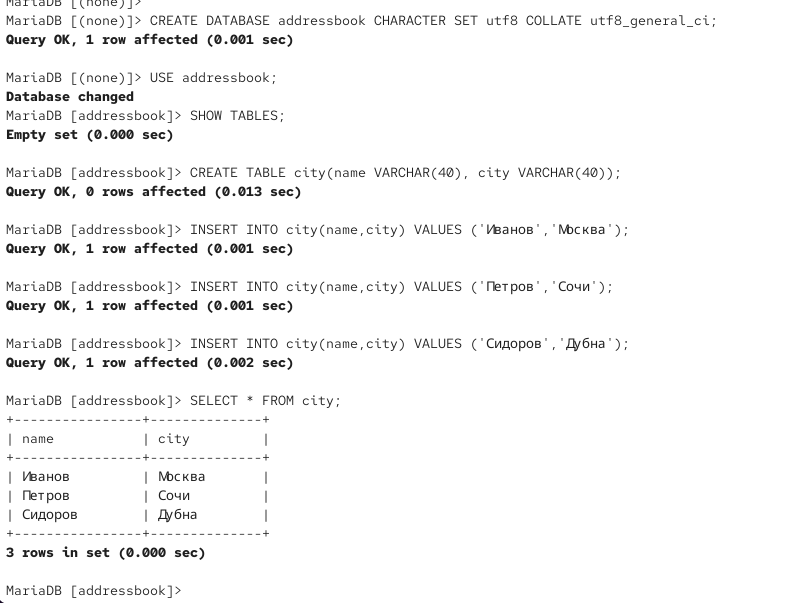 MariaDB [(none)]>
MariaDB [(none)]> CREATE DATABASE addressbook CHARACTER SET utf8 COLLATE utf8_general_ci;
Query OK, 1 row affected (0.001 sec)

MariaDB [(none)]> USE addressbook;
Database changed
MariaDB [addressbook]> SHOW TABLES;
Empty set (0.000 sec)

MariaDB [addressbook]> CREATE TABLE city(name VARCHAR(40), city VARCHAR(40));
Query OK, 0 rows affected (0.013 sec)

MariaDB [addressbook]> INSERT INTO city(name,city) VALUES ('Иванов','Москва');
Query OK, 1 row affected (0.001 sec)

MariaDB [addressbook]> INSERT INTO city(name,city) VALUES ('Петров','Сочи');
Query OK, 1 row affected (0.001 sec)

MariaDB [addressbook]> INSERT INTO city(name,city) VALUES ('Сидоров','Дубна');
Query OK, 1 row affected (0.002 sec)

MariaDB [addressbook]> SELECT * FROM city;
+----------------+--------------+
| name           | city         |
+----------------+--------------+
| Иванов         | Москва       |
| Петров         | Сочи         |
| Сидоров        | Дубна        |
+----------------+--------------+
3 rows in set (0.000 sec)

MariaDB [addressbook]>